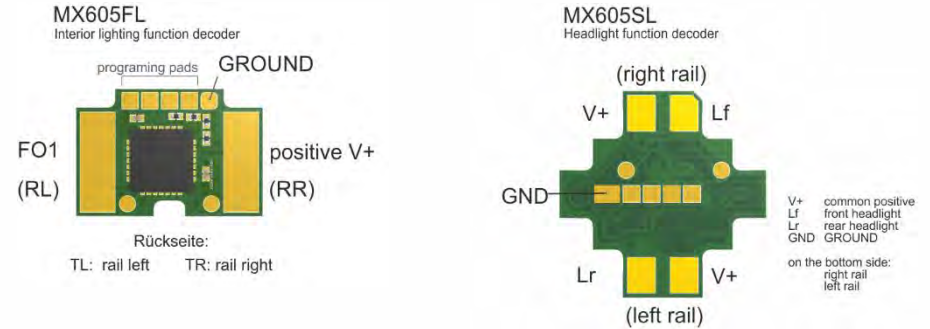 MX605FL
Interior lighting function decoder
programing pads
GROUND
FO1
(RL)
positive V+
(RR)
Rückseite:
TL: rail left TR: rail right
MX605SL
Headlight function decoder
(right rail)
V+ Lf
GND
Lr V+
(left rail)
V+ common positive
Lf front headlight
Lr rear headlight
GND GROUND
on the bottom side:
right rail
left rail